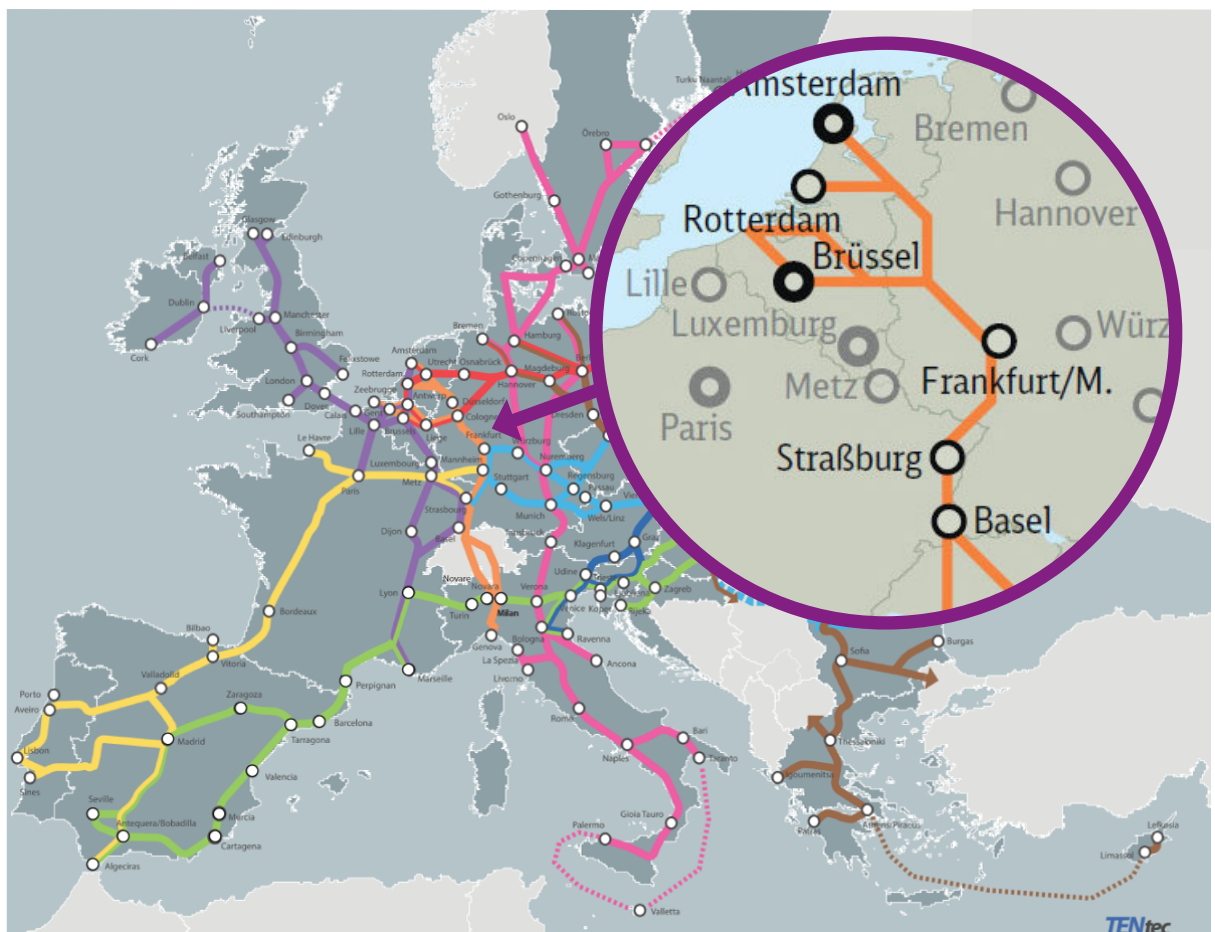 Turku Naantali
Oslo
Örebro
Gothenburg
Glasgow
Edinburgh
Belfast
Copenhagen
Dublin
Liverpool
Manchester
Cork
Birmingham
Felixstowe
London
Southampton
Dover
Calais
Bremen
Hamburg
Amsterdam
Utrecht
Osnabrück
Rotterdam
Hannover
Magdeburg
Zeebrugge
Antwerp
Düsseldorf
Gent
Cologne
Dresden
Lille
Brussels
Liege
Frankfurt
Le Havre
Würzburg
Luxembourg
Mannheim
Nuremberg
Paris
Metz
Stuttgart
Regensburg
Passau
Strasbourg
Munich
Wels/Linz
Dijon
Basel
Klagenfurt
Graz
Udine
Novare
Novara
Verona
Lyon
Turin
Milan
Venice
Koper
Ljubljana
Zagreb
Rijeka
Bordeaux
Genova
Bologna
Ravenna
Bilbao
La Spezia
Ancona
Vitoria
Livorno
Marseille
Valladolid
Perpignan
Porto
Aveiro
Zaragoza
Roma
Barcelona
Tarragona
Madrid
Lisbon
Naples
Bari
Taranto
Sines
Valencia
Seville
Murcia
Antequera/Bobadilla
Cartagena
Algeciras
Gioia Tauro
Palermo
Valletta
Burgas
Sofia
Thessaloniki
Igoumenitsa
Patras
Athens/Piraeus
Lefkosia
Limassol
Amsterdam
Bremen
Hannover
Rotterdam
Brüssel
Lille
Luxemburg
Würz
Metz
Frankfurt/M.
Paris
Straßburg
Basel
TENtec